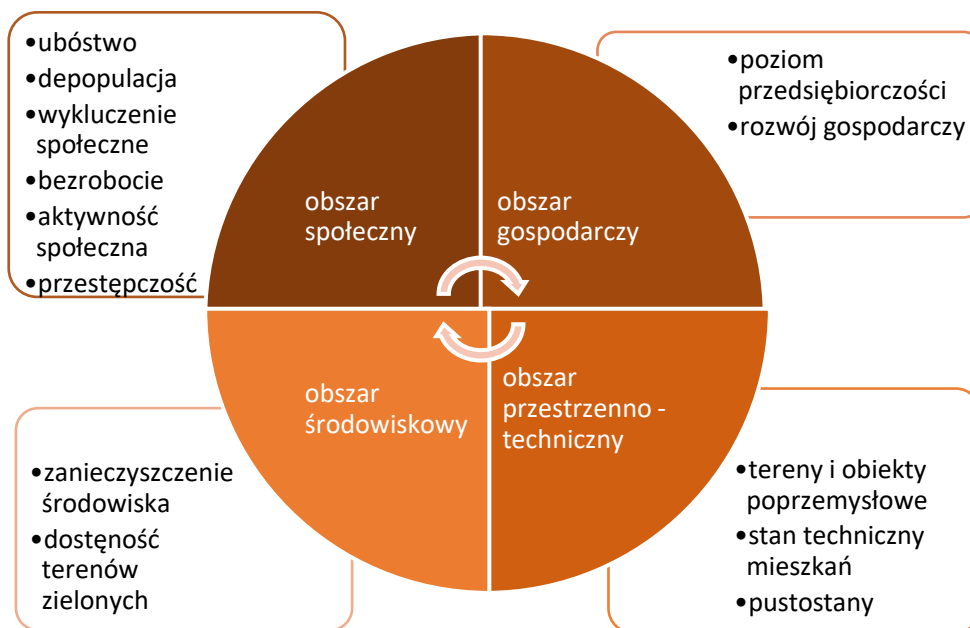 •ubóstwo
•depopulacja
•wykluczenie
społeczne
•bezrobocie
•aktywność
społeczna
•przestępczość
•poziom
przedsiębiorczości
•rozwój gospodarczy
obszar
społeczny
obszar
gospodarczy
obszar
środowiskowy
obszar
przestrzenno -
techniczny
•zanieczyszczenie
środowiska
•dostęność
terenów
zielonych
•tereny i obiekty
poprzemysłowe
•stan techniczny
mieszkań
•pustostany